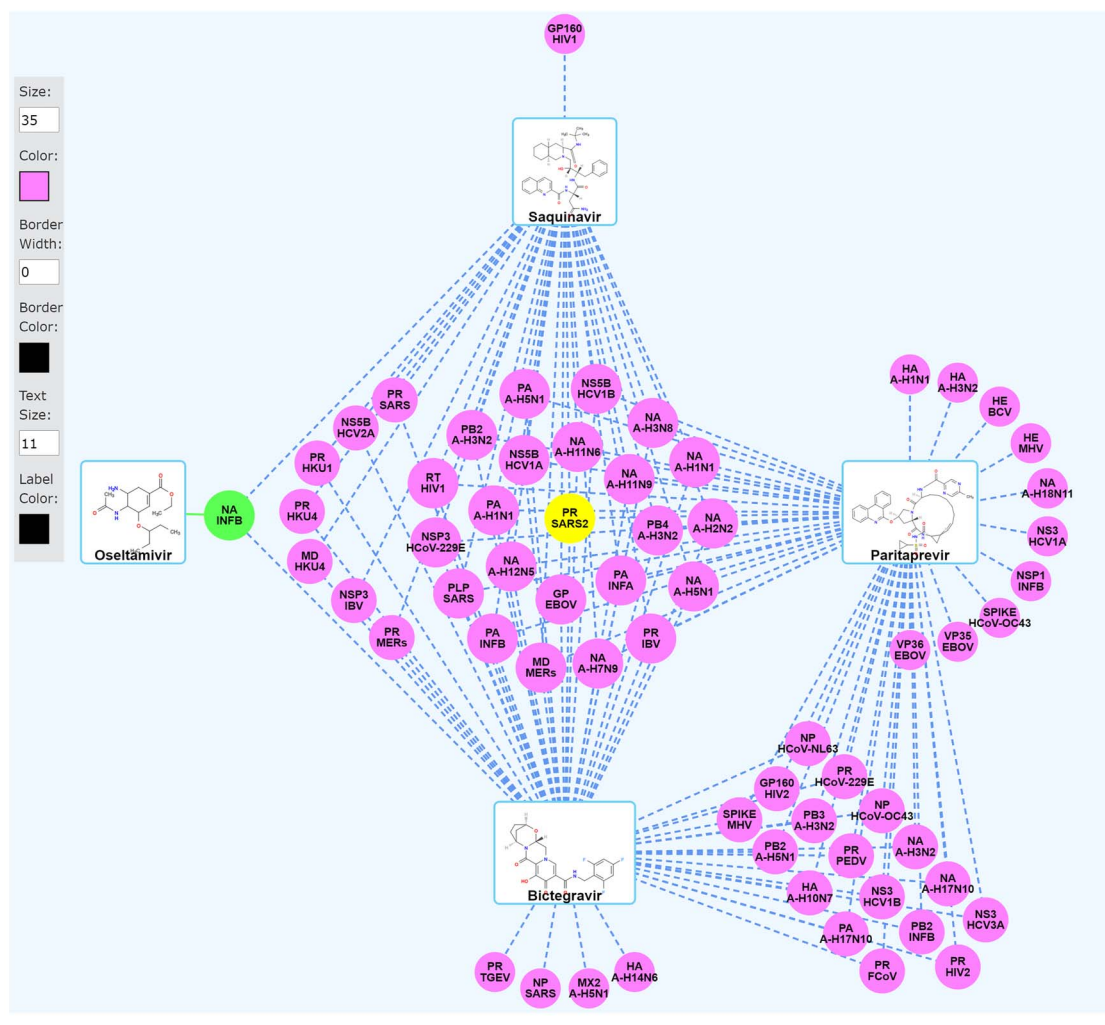 GP160
HIV1
Size:
35
Color:
Border
Width:
0
Border
Color:
Text
Size:
11
Label
Color:
Saquinavir
Oseltamivir
NA
INFB
PR
SARS
NS5B
HCV2A
PR
HKU1
PR
HKU4
MD
HKU4
NSP3
IBV
PR
MERs
PA
A-H5N1
NS5B
HCV1B
PB2
A-H3N2
NA
A-H3N8
NS5B
HCV1A
NA
A-H11N6
NA
A-H1N1
RT
HIV1
NA
A-H11N9
PA
A-H1N1
PR
SARS2
PB4
A-H3N2
NA
A-H2N2
NSP3
HCoV-229E
NA
A-H12N5
PLP
SARS
GP
EBOV
PA
INFA
NA
A-H5N1
PA
INFB
MD
MERs
NA
A-H7N9
PR
IBV
Paritaprevir
HA
A-H1N1
HA
A-H3N2
HE
BCV
HE
MHV
NA
A-H18N11
NS3
HCV1A
NSP1
INFB
SPIKE
HCoV-OC43
VP35
EBOV
VP36
EBOV
NP
HCoV-NL63
PR
HCoV-229E
GP160
HIV2
NP
HCoV-OC43
SPIKE
MHV
PB3
A-H3N2
PB2
A-H5N1
PR
PEDV
NA
A-H3N2
HA
A-H10N7
NS3
HCV1B
NA
A-H17N10
PA
A-H17N10
PB2
INFB
NS3
HCV3A
PR
FCoV
PR
HIV2
Bictegravir
PR
TGEV
NP
SARS
MX2
A-H5N1
HA
A-H14N6